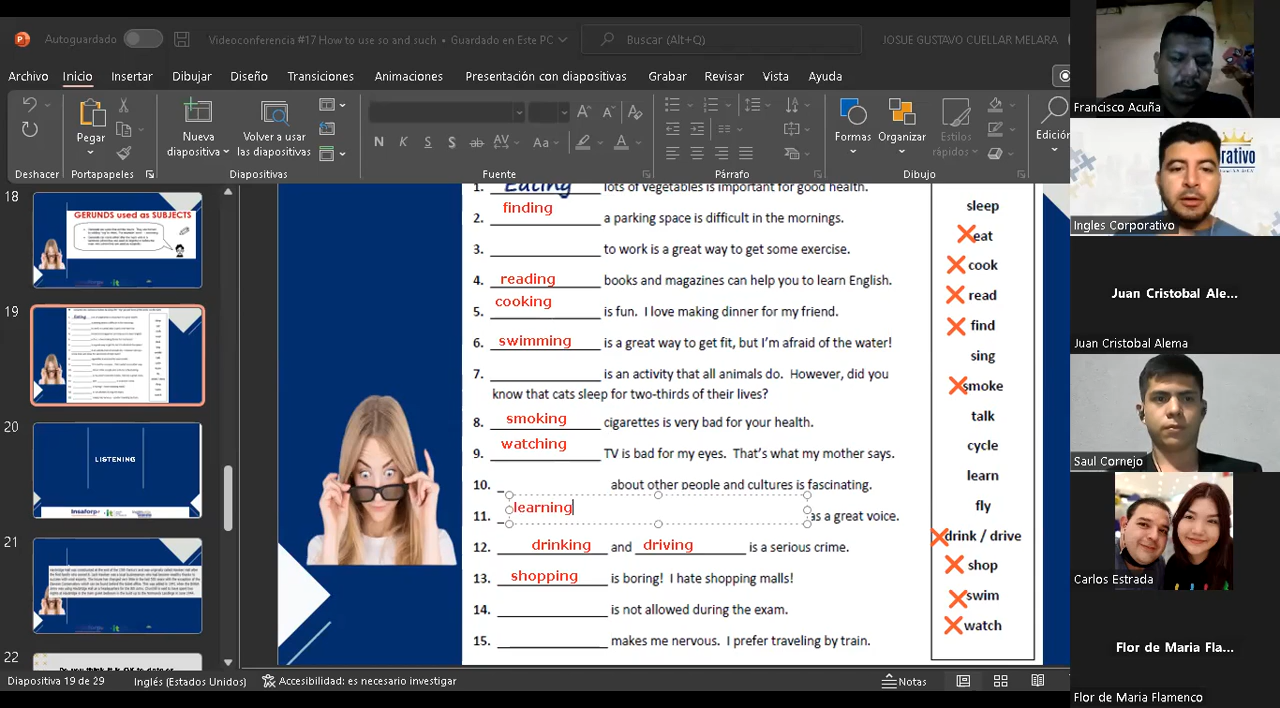 Autoguardado
Videoconferencia #17 How to use so and such • Guardado en Este PC
Buscar (Alt+Q)
JOSUE GUSTAVO CUELLAR MELARA
Archivo Inicio Insertar Dibujar Diseño Transiciones Animaciones Presentación con diapositivas Grabar Revisar Vista Ayuda
Pegar
Nueva diapositiva
Volver a usar las diapositivas
N K S S ab AV Aa A
Formas Organizar Estilos rápidos Edición
Deshacer Portapapeles Diapositivas Fuente Párrafo Dibujo
18
GERUNDS used as SUBJECTS
19
20
LISTENING
Insaforp
21
22
1. Eating lots of vegetables is important for good health.
2. finding a parking space is difficult in the mornings.
3. to work is a great way to get some exercise.
4. reading books and magazines can help you to learn English.
5. cooking is fun. I love making dinner for my friend.
6. swimming is a great way to get fit, but I'm afraid of the water!
7. is an activity that all animals do. However, did you
know that cats sleep for two-thirds of their lives?
8. smoking cigarettes is very bad for your health.
9. watching TV is bad for my eyes. That's what my mother says.
10. about other people and cultures is fascinating.
learning
11. as a great voice.
12. drinking and driving is a serious crime.
13. shopping is boring! I hate shopping malls!
14. is not allowed during the exam.
15. makes me nervous. I prefer traveling by train.
sleep
eat
cook
read
find
sing
smoke
talk
cycle
learn
fly
drink / drive
shop
swim
watch
Diapositiva 19 de 29
Inglés (Estados Unidos)
Accesibilidad: es necesario investigar
Notas
Francisco Acuña
Ingles Corporativo
Juan Cristobal Ale...
Juan Cristobal Alema
Saul Cornejo
Carlos Estrada
Flor de Maria Fla...
Flor de Maria Flamenco